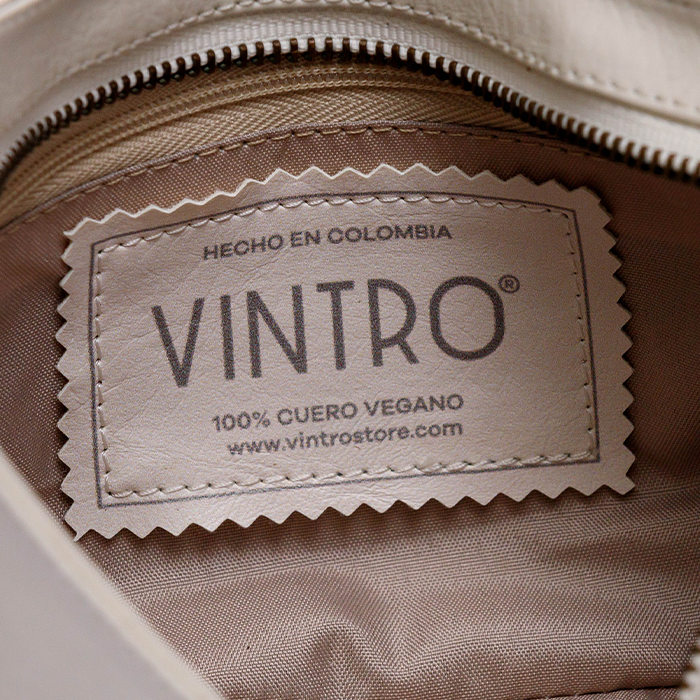 HECHO EN COLOMBIA
VINTRO®
100% CUERO VEGANO
www.vintrostore.com